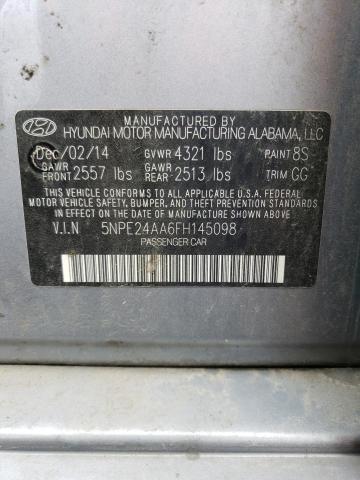 MANUFACTURED BY
HYUNDAI MOTOR MANUFACTURING ALABAMA, LLC
Dec/02/14 GVWR 4321 lbs PAINT 8S
GAWR FRONT 2557 lbs GAWR REAR 2513 lbs TRIM GG
THIS VEHICLE CONFORMS TO ALL APPLICABLE U.S.A. FEDERAL
MOTOR VEHICLE SAFETY, BUMPER, AND THEFT PREVENTION STANDARDS
IN EFFECT ON THE DATE OF MANUFACTURE SHOWN ABOVE.
V.I.N 5NPE24AA6FH145098
PASSENGER CAR